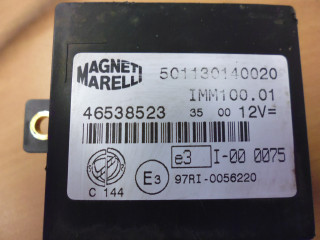 MAGNETI
MARELLI
501130140020
IMM100.01
46538523
35 00 12V=
C 144
E3
e3
I-00 0075
97RI-0056220